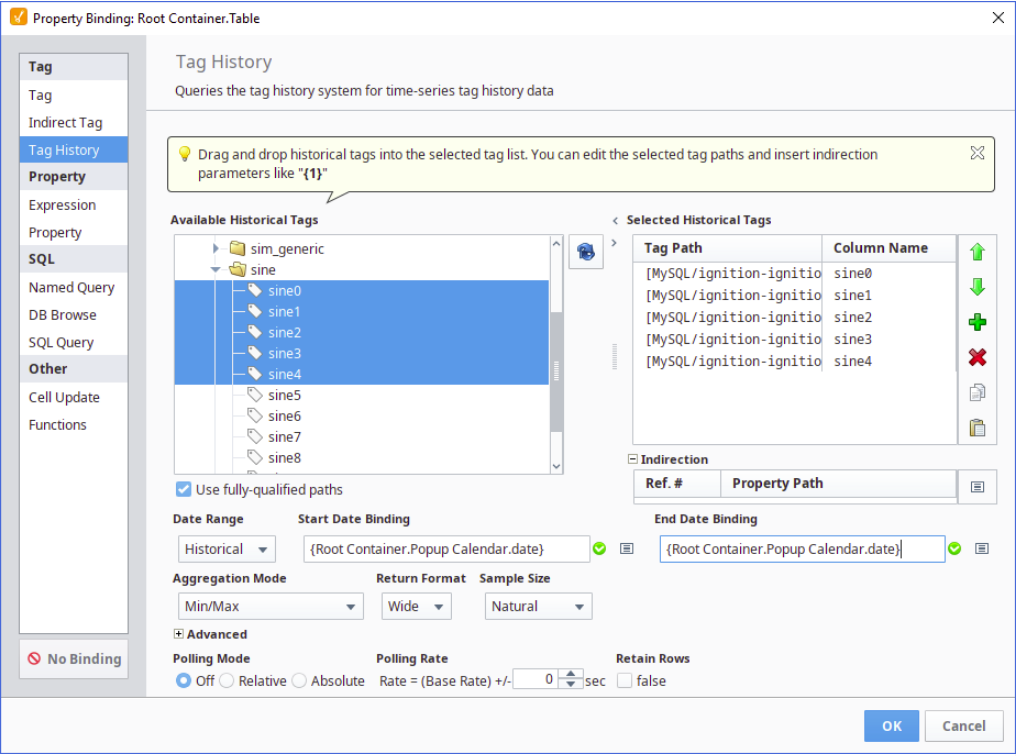 Property Binding: Root Container.Table
Tag
Tag
Indirect Tag
Tag History
Property
Expression
Property
SQL
Named Query
DB Browse
SQL Query
Other
Cell Update
Functions
No Binding
Tag History
Queries the tag history system for time-series tag history data
Drag and drop historical tags into the selected tag list. You can edit the selected tag paths and insert indirection
parameters like "{1}"
Available Historical Tags
sim_generic
sine
sine0
sine1
sine2
sine3
sine4
sine5
sine6
sine7
sine8
Use fully-qualified paths
Selected Historical Tags
Tag Path Column Name
[MySQL/ignition-ignitio sine0
[MySQL/ignition-ignitio sine1
[MySQL/ignition-ignitio sine2
[MySQL/ignition-ignitio sine3
[MySQL/ignition-ignitio sine4
Indirection
Ref. # Property Path
Date Range Start Date Binding End Date Binding
Historical {Root Container.Popup Calendar.date} {Root Container.Popup Calendar.date}
Aggregation Mode Return Format Sample Size
Min/Max Wide Natural
Advanced
Polling Mode Polling Rate Retain Rows
Off Relative Absolute Rate = (Base Rate) +/- 0 sec false
OK Cancel